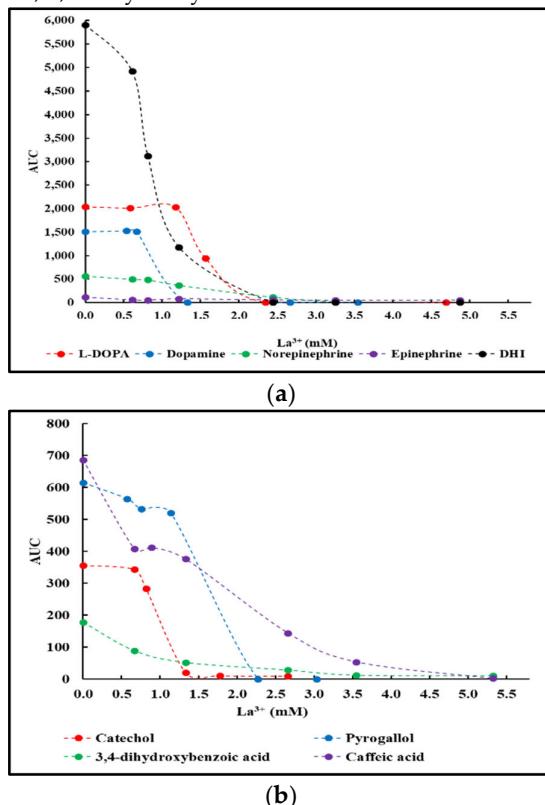 6,000
5,500
5,000
4,500
4,000
3,500
3,000
2,500
2,000
1,500
1,000
500
0
AUC
0.0 0.5 1.0 1.5 2.0 2.5 3.0 3.5 4.0 4.5 5.0 5.5
La³⁺ (mM)
L-DOPA Dopamine Norepinephrine Epinephrine DHI
(a)
800
700
600
500
400
300
200
100
0
AUC
0.0 0.5 1.0 1.5 2.0 2.5 3.0 3.5 4.0 4.5 5.0 5.5
La³⁺ (mM)
Catechol Pyrogallol
3,4-dihydroxybenzoic acid Caffeic acid
(b)